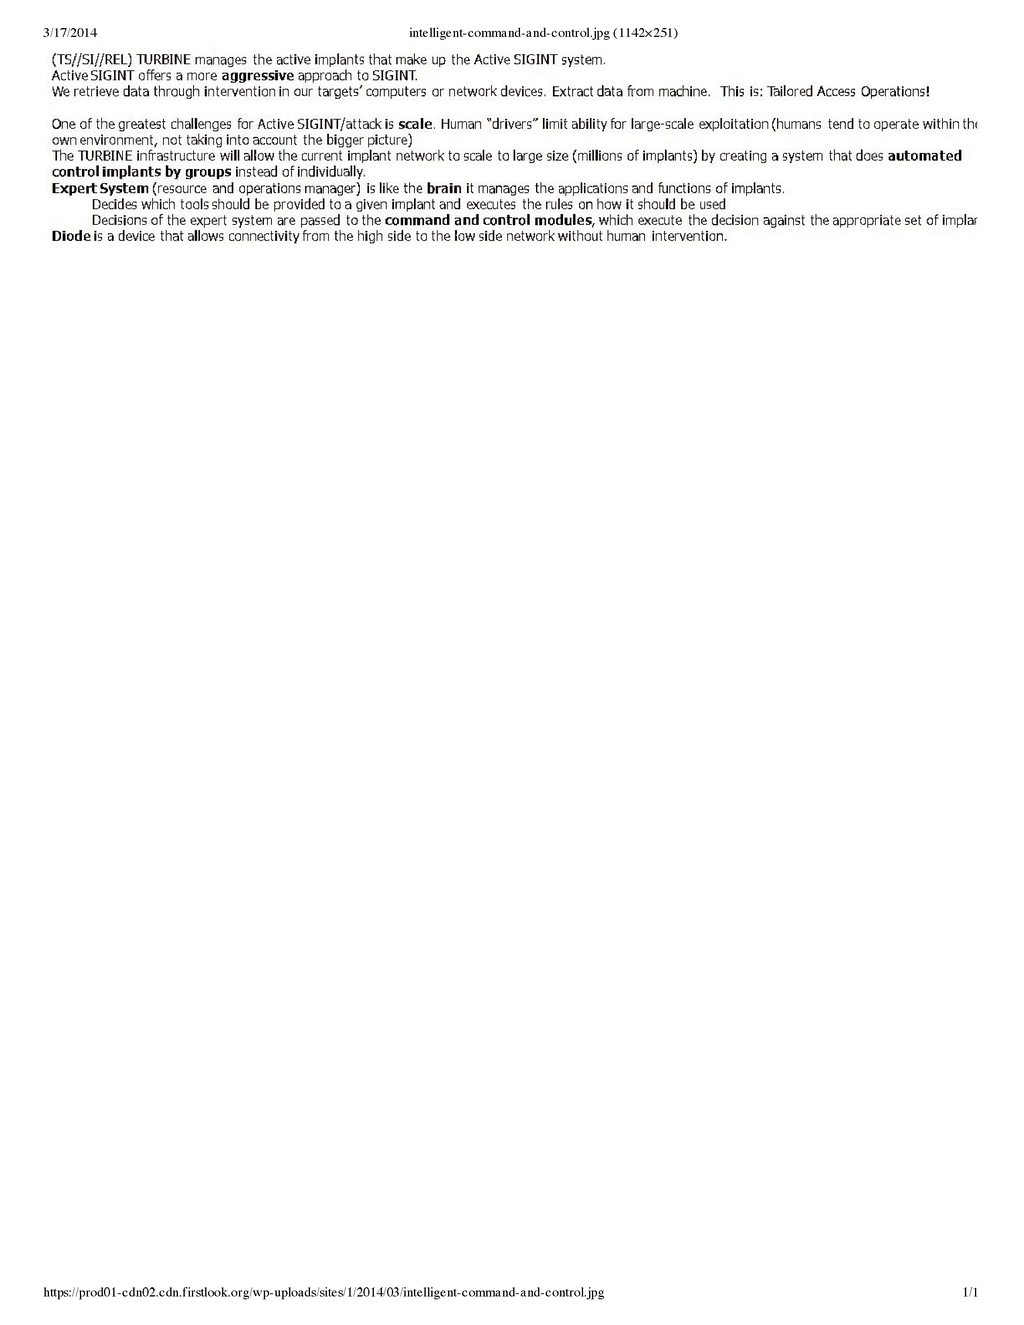 3/17/2014 intelligent-command-and-control.jpg (1142×251)
(TS//SI//REL) TURBINE manages the active implants that make up the Active SIGINT system.
Active SIGINT offers a more aggressive approach to SIGINT.
We retrieve data through intervention in our targets’ computers or network devices. Extract data from machine. This is: Tailored Access Operations!
One of the greatest challenges for Active SIGINT/attack is scale. Human “drivers” limit ability for large-scale exploitation (humans tend to operate within
own environment, not taking into account the bigger picture)
The TURBINE infrastructure will allow the current implant network to scale to large size (millions of implants) by creating a system that does automated
control implants by groups instead of individually.
Expert System (resource and operations manager) is like the brain it manages the applications and functions of implants.
Decides which tools should be provided to a given implant and executes the rules on how it should be used
Decisions of the expert system are passed to the command and control modules, which execute the decision against the appropriate set of
Diode is a device that allows connectivity from the high side to the low side network without human intervention.
https://prod01-cdn02.cdn.firstlook.org/wp-uploads/sites/1/2014/03/intelligent-command-and-control.jpg 1/1